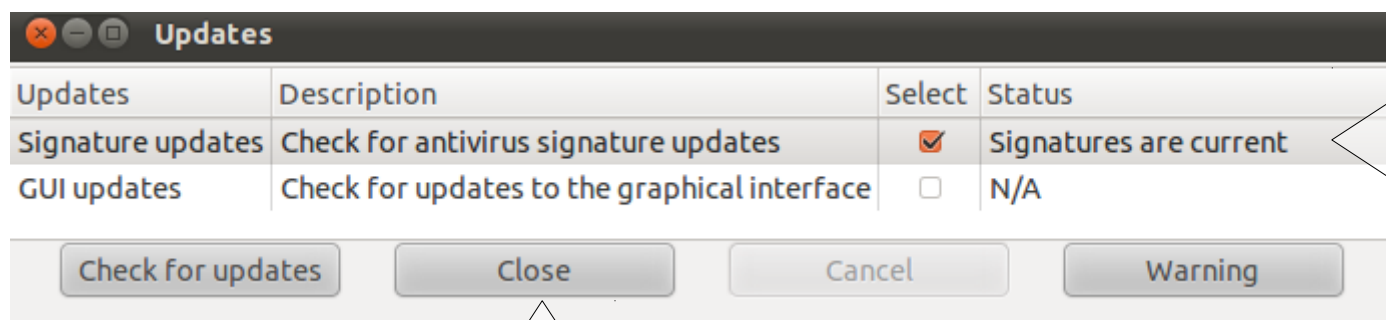 Updates
Updates Description Select Status
Signature updates Check for antivirus signature updates Signatures are current
GUI updates Check for updates to the graphical interface N/A
Check for updates Close Cancel Warning